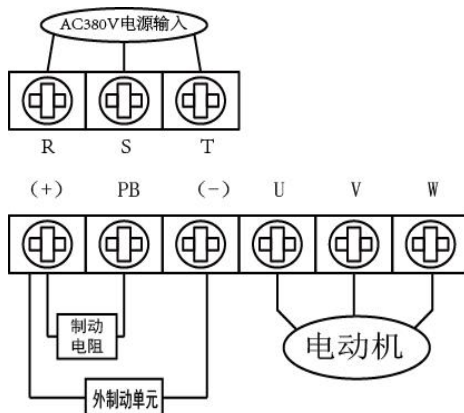 AC380V电源输入
R S T
(+) PB (-) U V W
制动
电阻
电动机
外制动单元